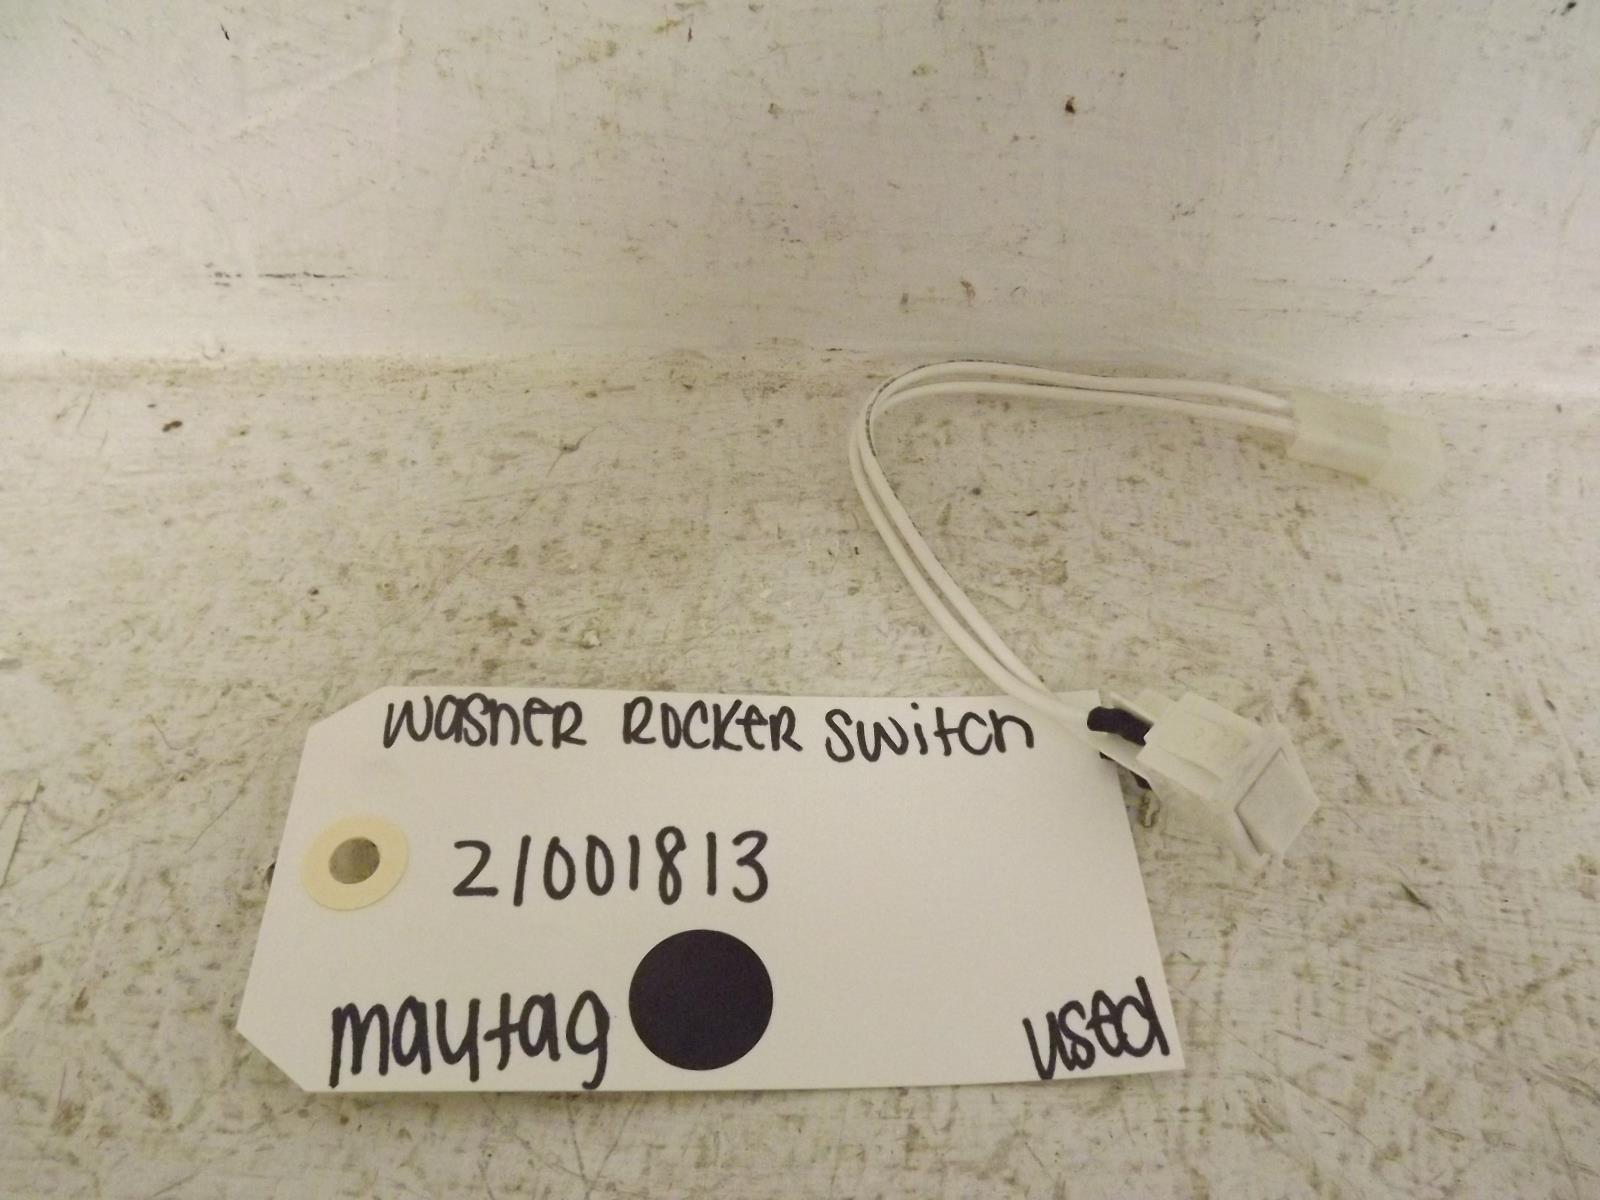 washer ROCKER switch
21001813
maytag
used